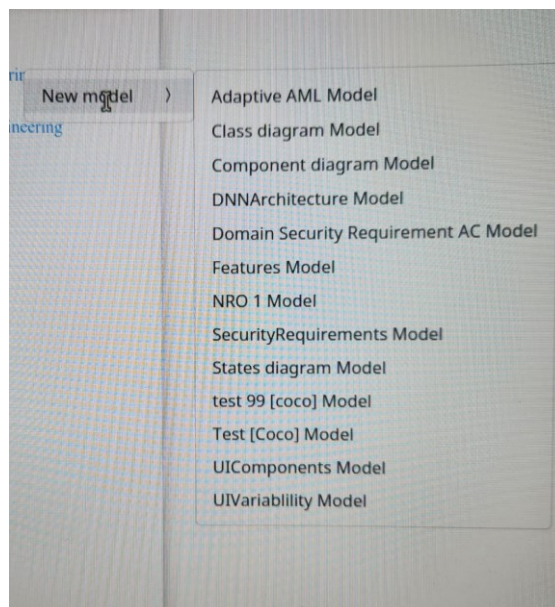 New model
Adaptive AML Model
Class diagram Model
Component diagram Model
DNNArchitecture Model
Domain Security Requirement AC Model
Features Model
NRO 1 Model
SecurityRequirements Model
States diagram Model
test 99 [coco] Model
Test [Coco] Model
UIComponents Model
UIVariablility Model